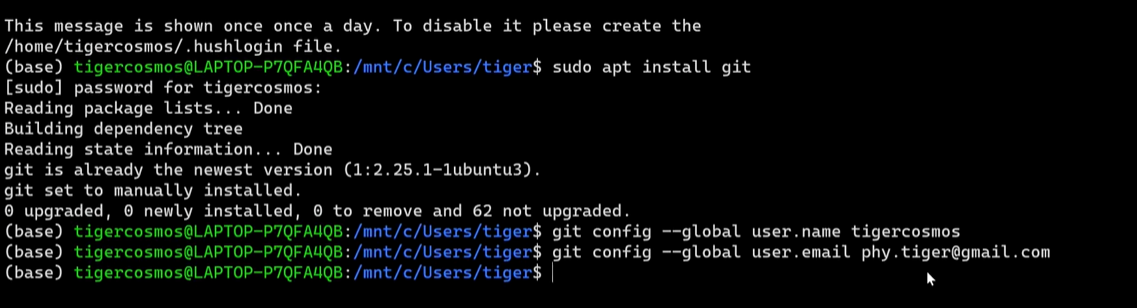 This message is shown once once a day. To disable it please create the
/home/tigercosmos/.hushlogin file.
(base) tigercosmos@LAPTOP-P7QFA4QB:/mnt/c/Users/tiger$ sudo apt install git
[sudo] password for tigercosmos:
Reading package lists... Done
Building dependency tree
Reading state information... Done
git is already the newest version (1:2.25.1-1ubuntu3).
git set to manually installed.
0 upgraded, 0 newly installed, 0 to remove and 62 not upgraded.
(base) tigercosmos@LAPTOP-P7QFA4QB:/mnt/c/Users/tiger$ git config --global user.name tigercosmos
(base) tigercosmos@LAPTOP-P7QFA4QB:/mnt/c/Users/tiger$ git config --global user.email phy.tiger@gmail.com
(base) tigercosmos@LAPTOP-P7QFA4QB:/mnt/c/Users/tiger$